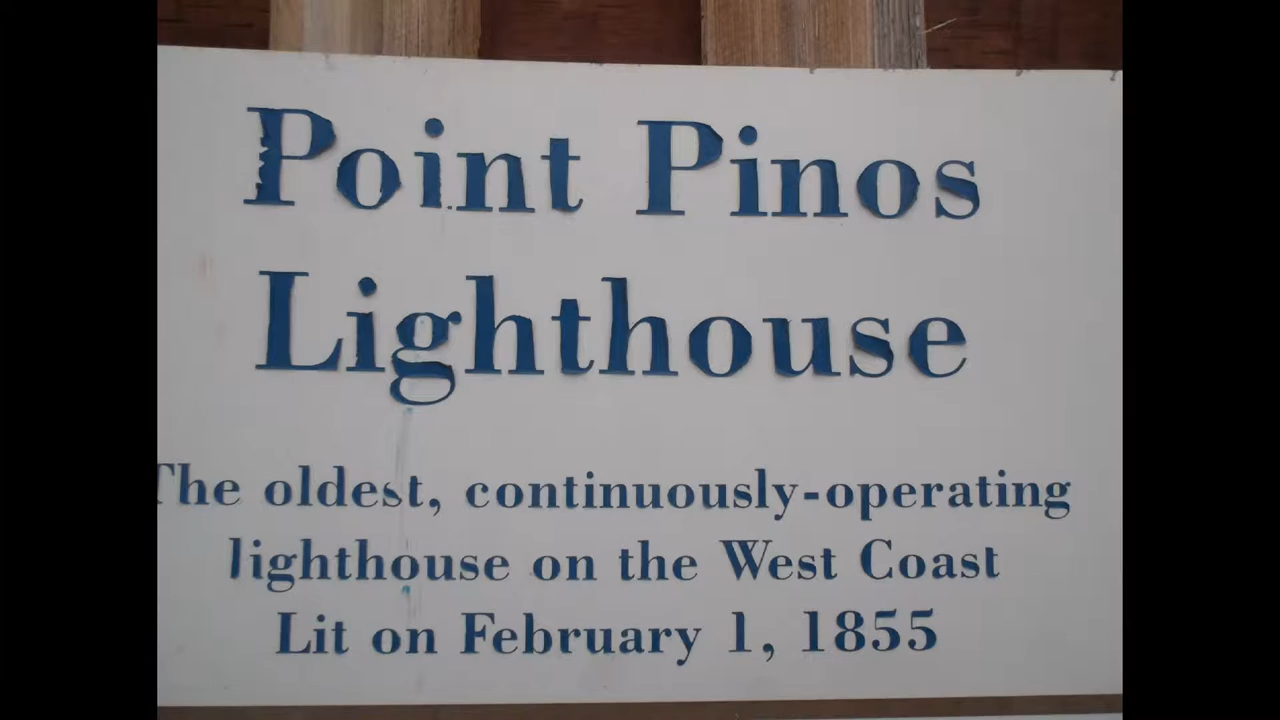 Point Pinos
Lighthouse
The oldest, continuously-operating
lighthouse on the West Coast
Lit on February 1, 1855